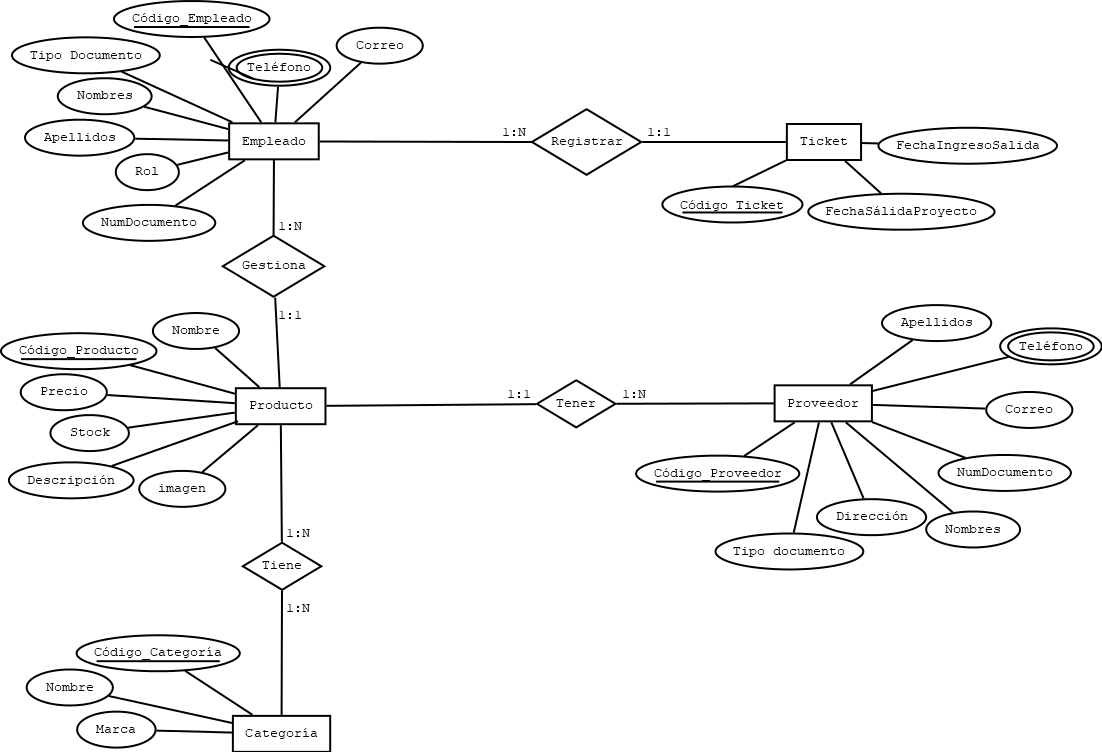 Código_Empleado
Tipo Documento
Teléfono
Correo
Nombres
Apellidos
Rol
NumDocumento
Empleado
1:N
Registrar
1:1
Ticket
FechaIngresoSalida
Código Ticket
FechaSálidaProyecto
1:N
Gestiona
1:1
Nombre
Código_Producto
Precio
Stock
Descripción
imagen
Producto
1:1
Tener
1:N
Proveedor
Apellidos
Teléfono
Correo
NumDocumento
Nombres
Dirección
Código_Proveedor
Tipo documento
1:N
Tiene
1:N
Código_Categoría
Nombre
Marca
Categoría